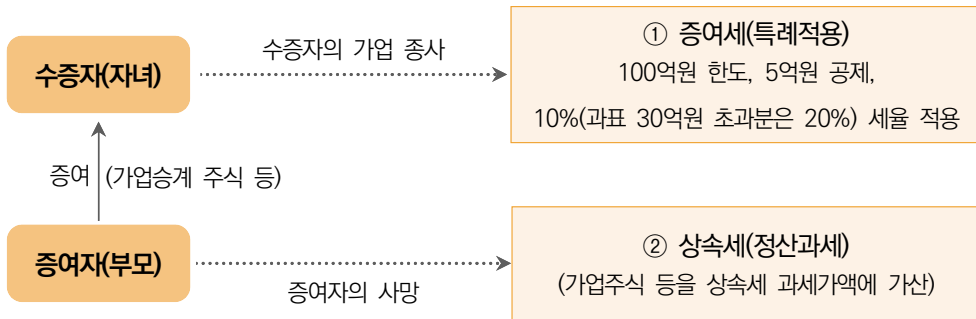 수증자(자녀)
수증자의 가업 종사
① 증여세(특례적용)
100억원 한도, 5억원 공제,
10%(과표 30억원 초과분은 20%) 세율 적용
증여 (가업승계 주식 등)
증여자(부모)
증여자의 사망
② 상속세(정산과세)
(가업주식 등을 상속세 과세가액에 가산)